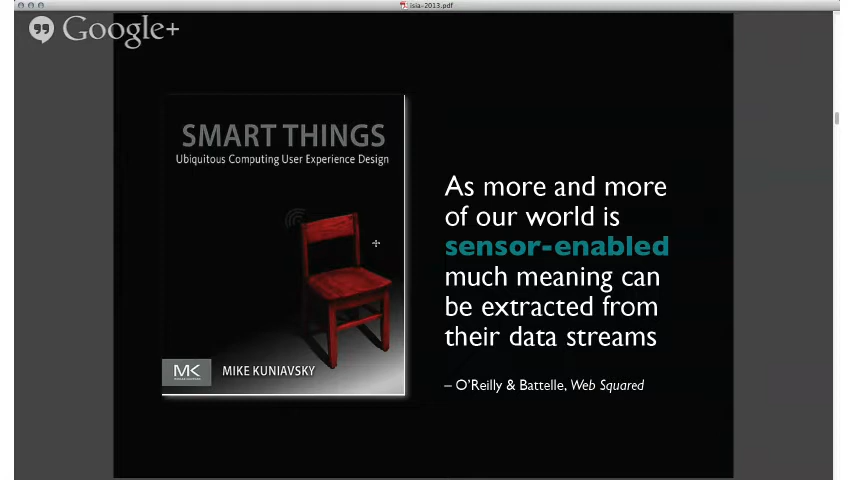 isia-2013.pdf
Google+
SMART THINGS
Ubiquitous Computing User Experience Design
MK
MIKE KUNIAVSKY
As more and more
of our world is
sensor-enabled
much meaning can
be extracted from
their data streams
– O'Reilly & Battelle, Web Squared